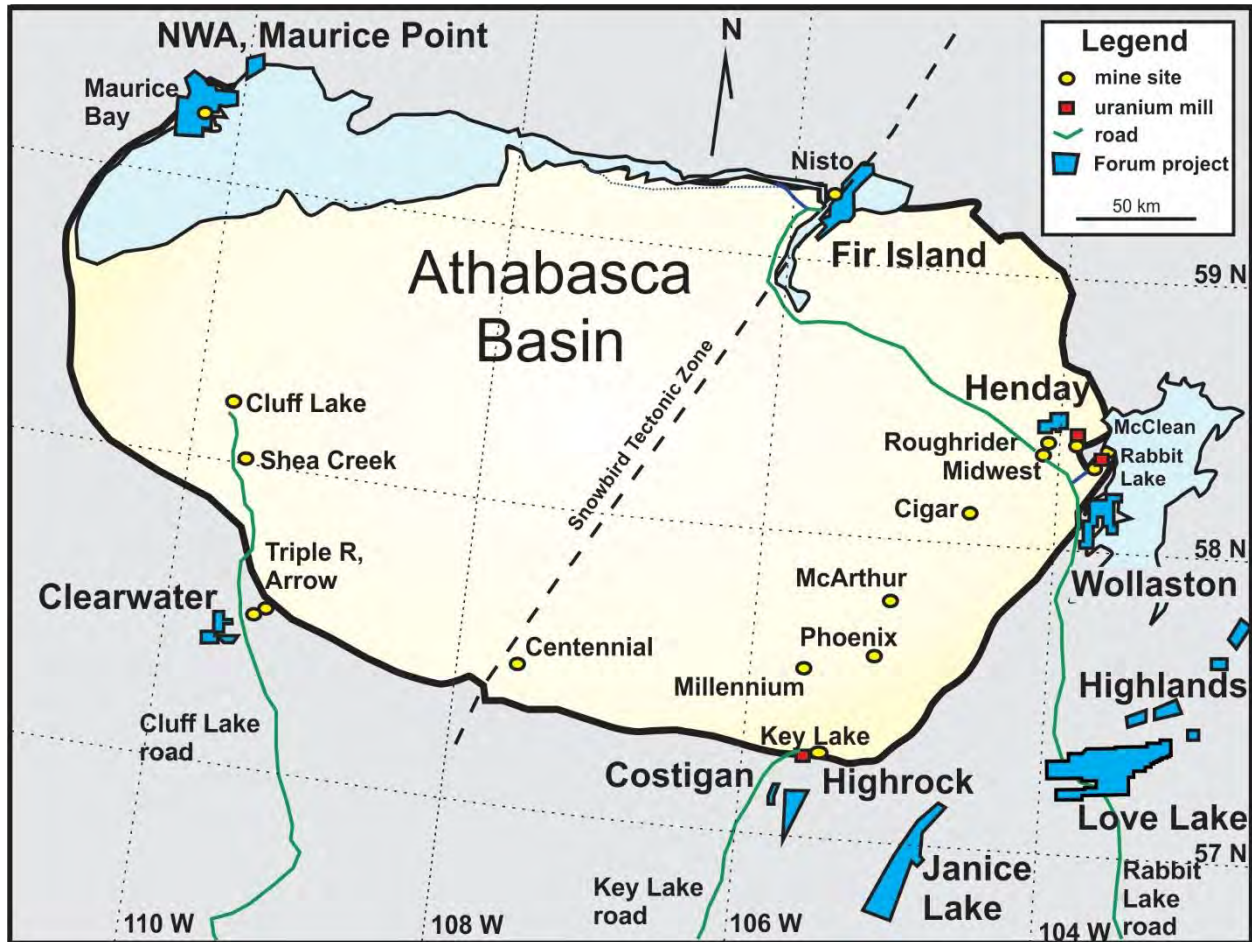 NWA, Maurice Point
Maurice
Bay
N
Legend
mine site
uranium mill
road
Forum project
50 km
Nisto
Fir Island
Athabasca
Basin
59 N
Snowbird Tectonic Zone
Henday
Cluff Lake
Shea Creek
Roughrider
Midwest
McClean
Rabbit
Lake
Cigar
58 N
Triple R,
Arrow
Clearwater
Wollaston
McArthur
Phoenix
Centennial
Millennium
Highlands
Cluff Lake
road
Key Lake
Costigan
Highrock
Love Lake
57 N
Janice
Lake
Key Lake
road
Rabbit
Lake
road
110 W
108 W
106 W
104 W